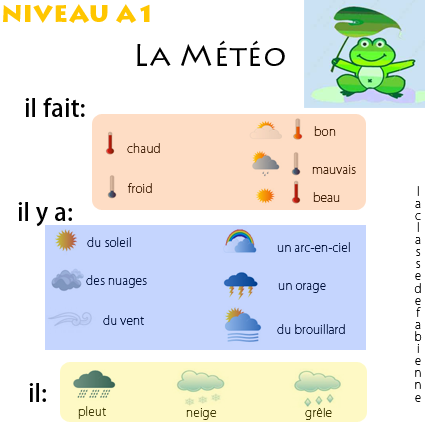 NIVEAU A1
La Météo
il fait:
chaud
froid
bon
mauvais
beau
il y a:
du soleil
des nuages
du vent
un arc-en-ciel
un orage
du brouillard
il:
pleut
neige
grêle
laclassedefabienne